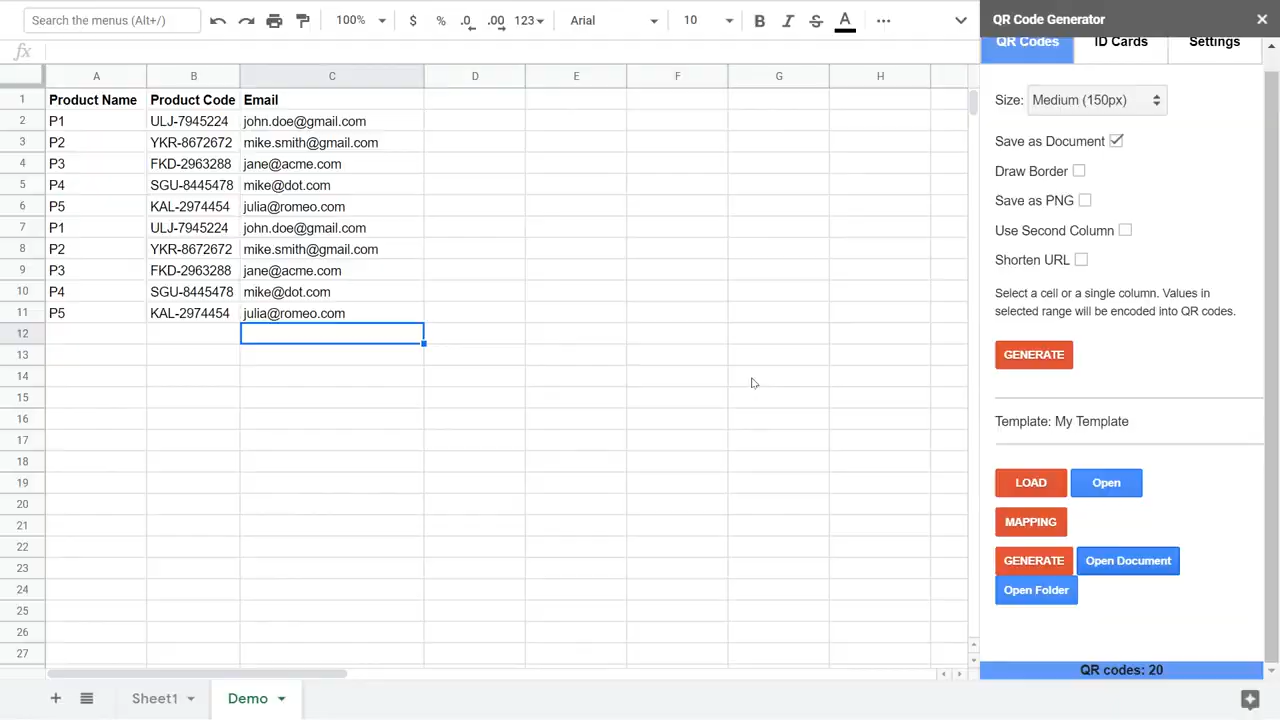 Search the menus (Alt+/) 100% $ % .0 .00 123 Arial 10 B I S A
QR Code Generator
fx
QR Codes ID Cards Settings
A B C D E F G H
1 Product Name Product Code Email
2 P1 ULJ-7945224 john.doe@gmail.com
3 P2 YKR-8672672 mike.smith@gmail.com
4 P3 FKD-2963288 jane@acme.com
5 P4 SGU-8445478 mike@dot.com
6 P5 KAL-2974454 julia@romeo.com
7 P1 ULJ-7945224 john.doe@gmail.com
8 P2 YKR-8672672 mike.smith@gmail.com
9 P3 FKD-2963288 jane@acme.com
10 P4 SGU-8445478 mike@dot.com
11 P5 KAL-2974454 julia@romeo.com
12
13
14
15
16
17
18
19
20
21
22
23
24
25
26
27
Size: Medium (150px)
Save as Document
Draw Border
Save as PNG
Use Second Column
Shorten URL
Select a cell or a single column. Values in
selected range will be encoded into QR codes.
GENERATE
Template: My Template
LOAD Open
MAPPING
GENERATE Open Document
Open Folder
QR codes: 20
Sheet1 Demo